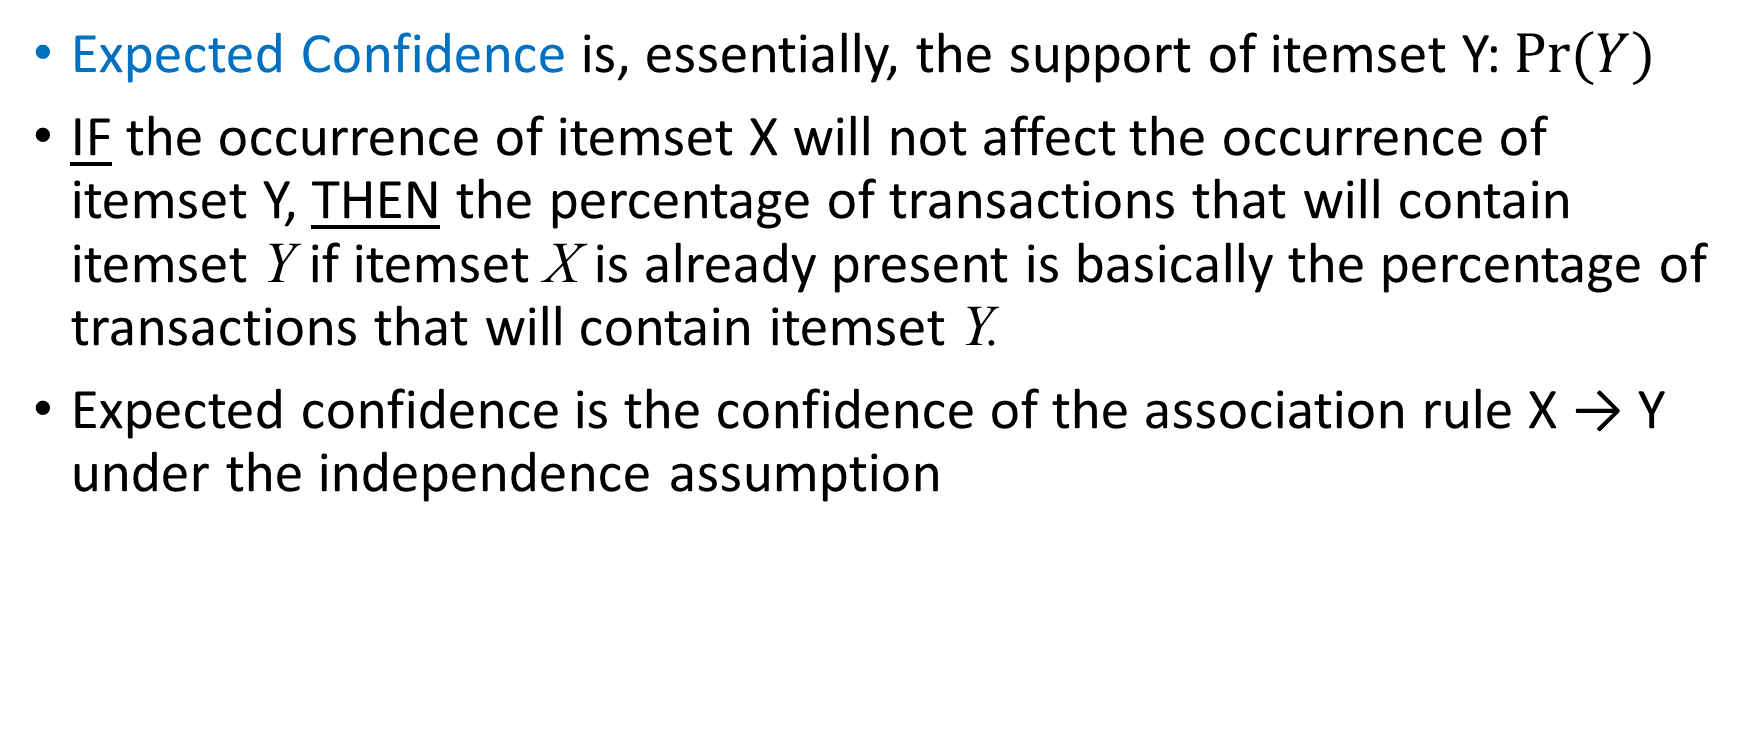 • Expected Confidence is, essentially, the support of itemset Y: Pr(Y)
• IF the occurrence of itemset X will not affect the occurrence of
itemset Y, THEN the percentage of transactions that will contain
itemset Y if itemset X is already present is basically the percentage of
transactions that will contain itemset Y.
• Expected confidence is the confidence of the association rule X → Y
under the independence assumption